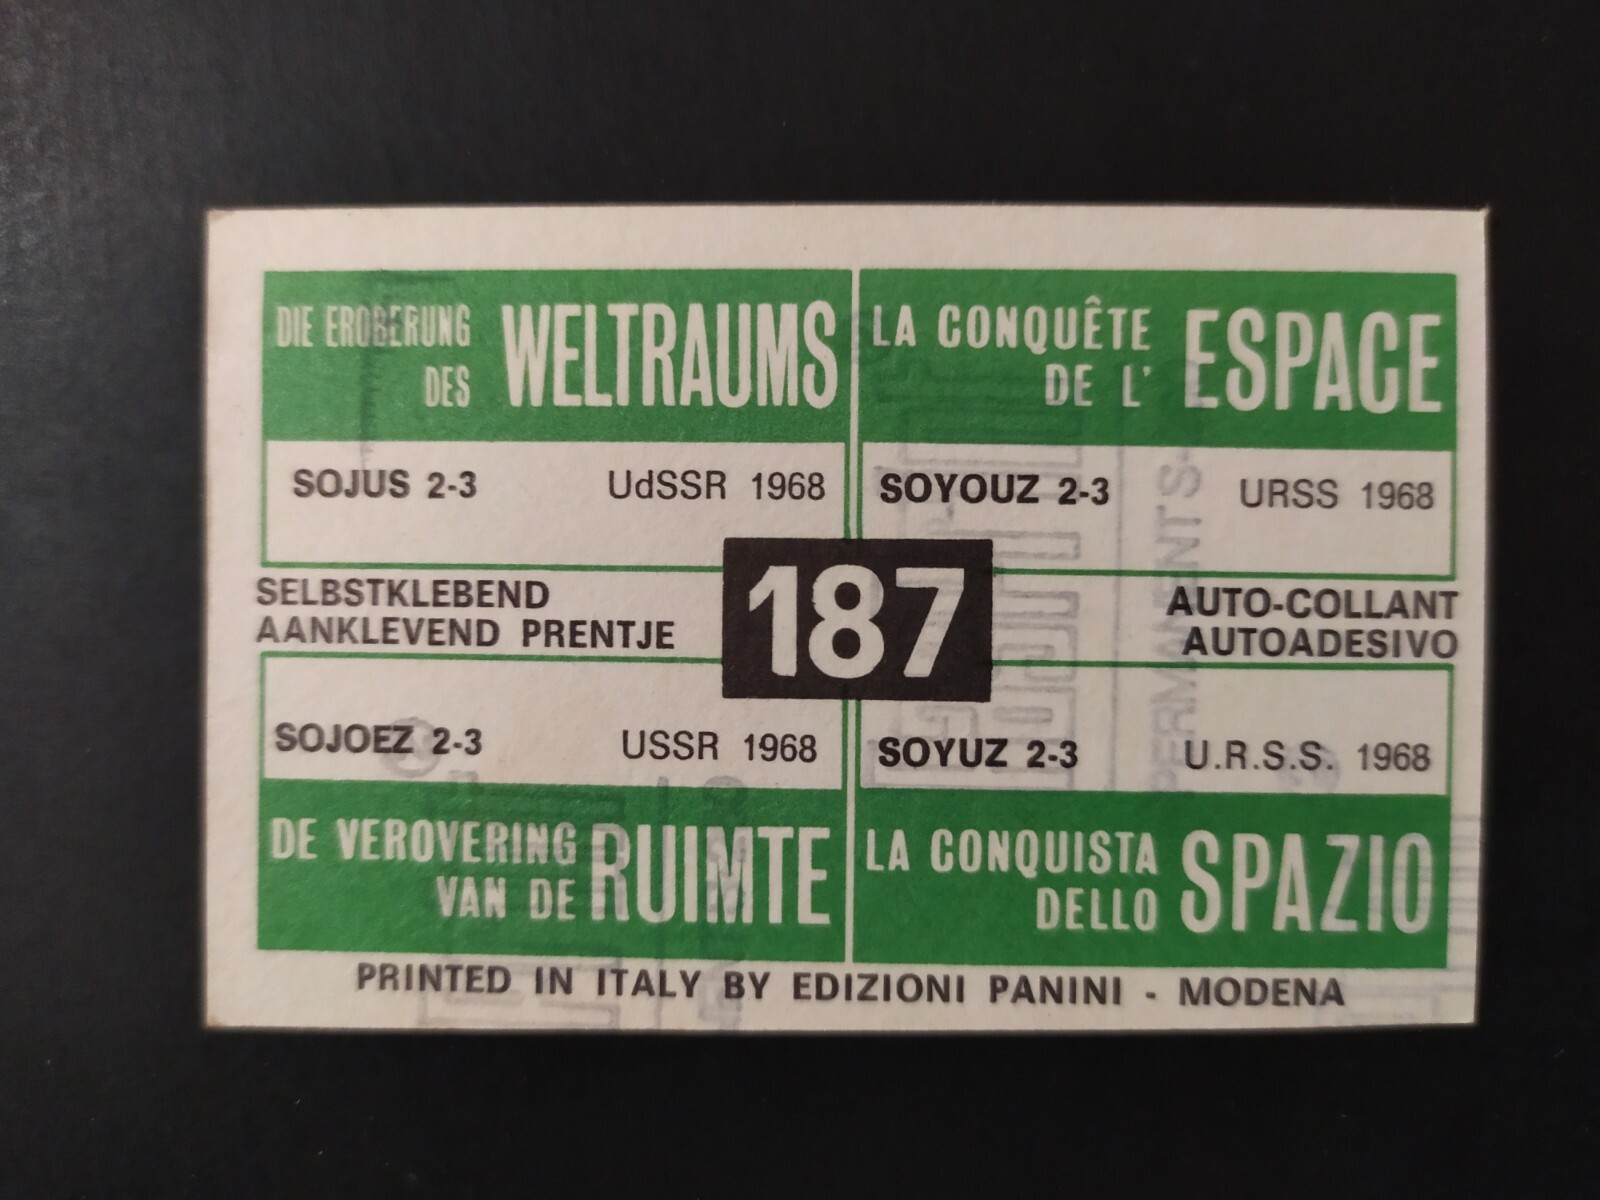 DIE EROBERUNG
DES WELTRAUMS
LA CONQUÊTE
DE L' ESPACE
SOJUS 2-3 UdSSR 1968
SOYOUZ 2-3 URSS 1968
SELBSTKLEBEND
AANKLEVEND PRENTJE
187
AUTO-COLLANT
AUTOADESIVO
SOJOEZ 2-3 USSR 1968
SOYUZ 2-3 U.R.S.S. 1968
DE VEROVERING
VAN DE RUIMTE
LA CONQUISTA
DELLO SPAZIO
PRINTED IN ITALY BY EDIZIONI PANINI - MODENA
PERMANENT